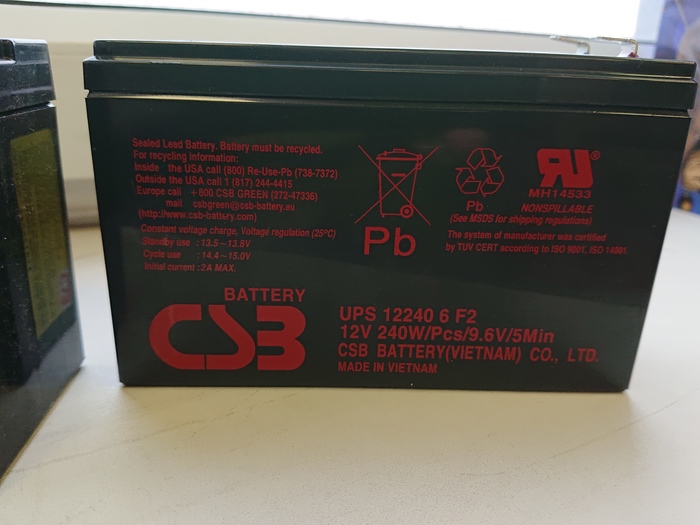 Sealed Lead Battery. Battery must be recycled.
For recycling information:
Inside the USA call (800) Re-Use-Pb (738-7372)
Outside the USA call 1 (817) 244-4415
Europe call +800 CSB GREEN (272-47336)
mail csbgreen@csb-battery.eu
(http://www.csb-battery.com)
Constant voltage charge, Voltage regulation (25°C)
Standby use : 13.5~13.8V
Cycle use : 14.4~15.0V
Initial current : 2A MAX.
Pb
Pb
RU®
MH14533
NONSPILLABLE
(See MSDS for shipping regulations)
The system of manufacturer was certified
by TUV CERT according to ISO 9001, ISO 14001.
BATTERY
CSB
UPS 12240 6 F2
12V 240W/Pcs/9.6V/5Min
CSB BATTERY(VIETNAM) CO., LTD.
MADE IN VIETNAM